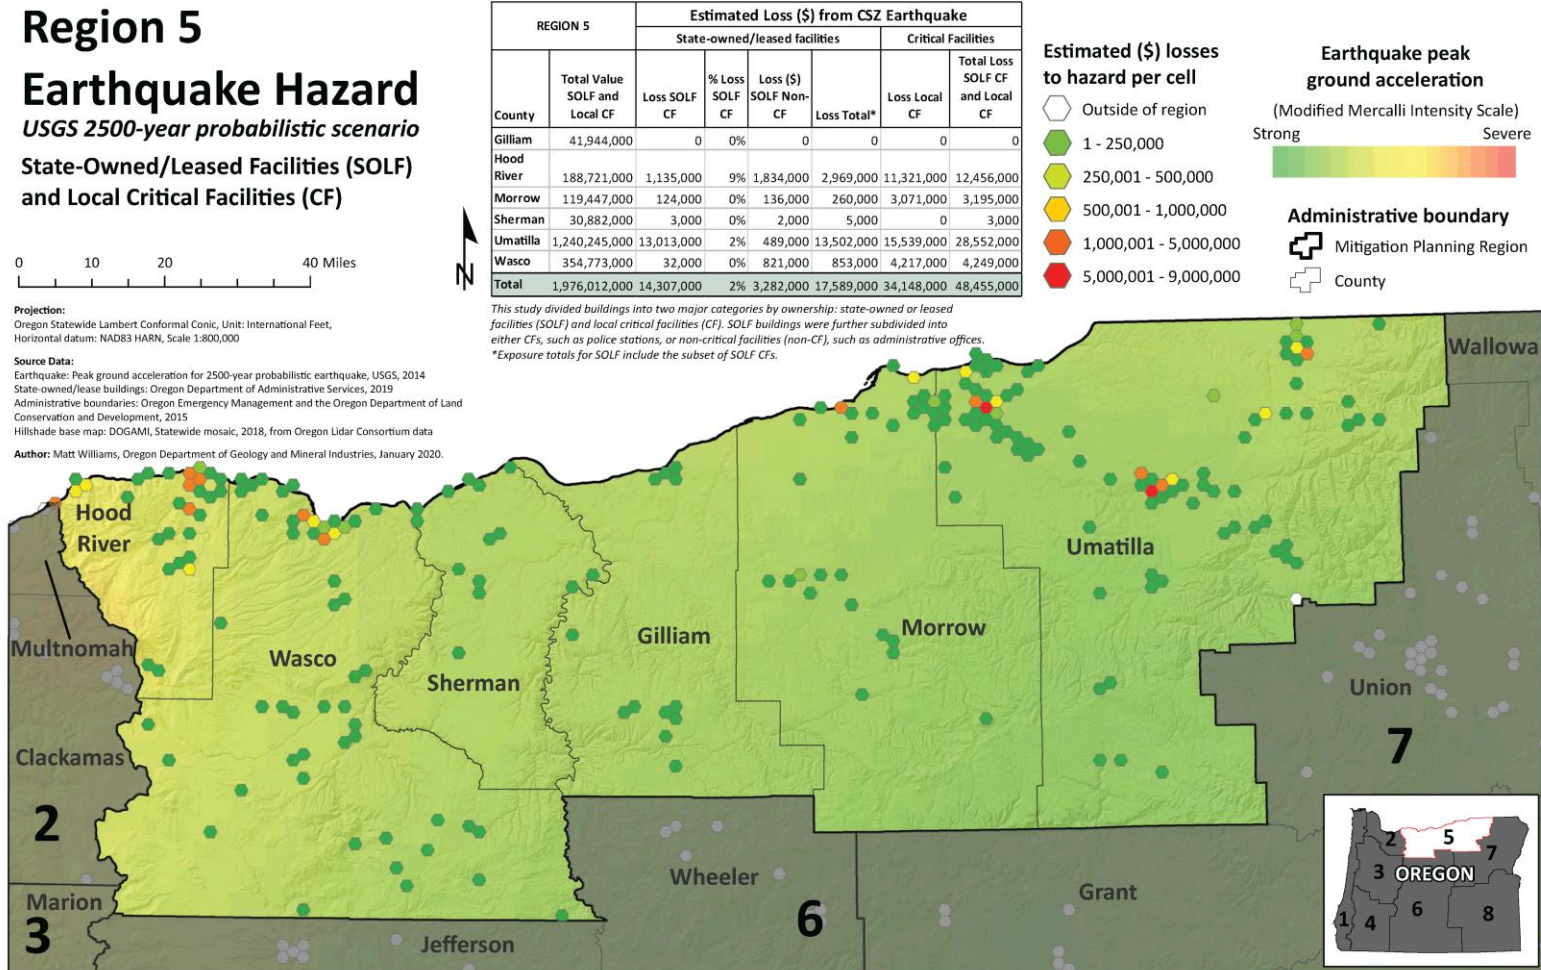 Region 5
Earthquake Hazard
USGS 2500-year probabilistic scenario
State-Owned/Leased Facilities (SOLF)
and Local Critical Facilities (CF)
0 10 20 40 Miles
N
Projection:
Oregon Statewide Lambert Conformal Conic, Unit: International Feet,
Horizontal datum: NAD83 HARN, Scale 1:800,000
Source Data:
Earthquake: Peak ground acceleration for 2500-year probabilistic earthquake, USGS, 2014
State-owned/lease buildings: Oregon Department of Administrative Services, 2019
Administrative boundaries: Oregon Emergency Management and the Oregon Department of Land
Conservation and Development, 2015
Hillshade base map: DOGAMI, Statewide mosaic, 2018, from Oregon Lidar Consortium data
Author: Matt Williams, Oregon Department of Geology and Mineral Industries, January 2020.
REGION 5
Estimated Loss ($) from CSZ Earthquake
State-owned/leased facilities Critical Facilities
County Total Value SOLF and Local CF Loss SOLF CF % Loss SOLF CF Loss ($) SOLF Non-CF Loss Total* Loss Local CF Total Loss SOLF CF and Local CF
Gilliam 41,944,000 0 0% 0 0 0 0
Hood River 188,721,000 1,135,000 9% 1,834,000 2,969,000 11,321,000 12,456,000
Morrow 119,447,000 124,000 0% 136,000 260,000 3,071,000 3,195,000
Sherman 30,882,000 3,000 0% 2,000 5,000 0 3,000
Umatilla 1,240,245,000 13,013,000 2% 489,000 13,502,000 15,539,000 28,552,000
Wasco 354,773,000 32,000 0% 821,000 853,000 4,217,000 4,249,000
Total 1,976,012,000 14,307,000 2% 3,282,000 17,589,000 34,148,000 48,455,000
This study divided buildings into two major categories by ownership: state-owned or leased
facilities (SOLF) and local critical facilities (CF). SOLF buildings were further subdivided into
either CFs, such as police stations, or non-critical facilities (non-CF), such as administrative offices.
*Exposure totals for SOLF include the subset of SOLF CFs.
Estimated ($) losses
to hazard per cell
Outside of region
1 - 250,000
250,001 - 500,000
500,001 - 1,000,000
1,000,001 - 5,000,000
5,000,001 - 9,000,000
Earthquake peak
ground acceleration
(Modified Mercalli Intensity Scale)
Strong Severe
Administrative boundary
Mitigation Planning Region
County
Wallowa
Hood
River
Umatilla
Multnomah
Wasco
Sherman
Gilliam
Morrow
Union
Clackamas
7
2
Wheeler
Grant
Marion
3
6
Jefferson
2
5
7
3
OREGON
1
4
6
8